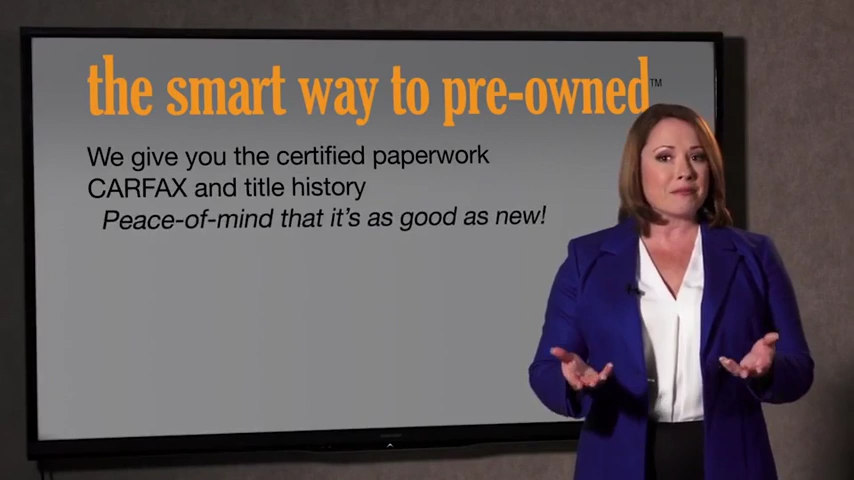 the smart way to pre-owned™
We give you the certified paperwork
CARFAX and title history
Peace-of-mind that it's as good as new!